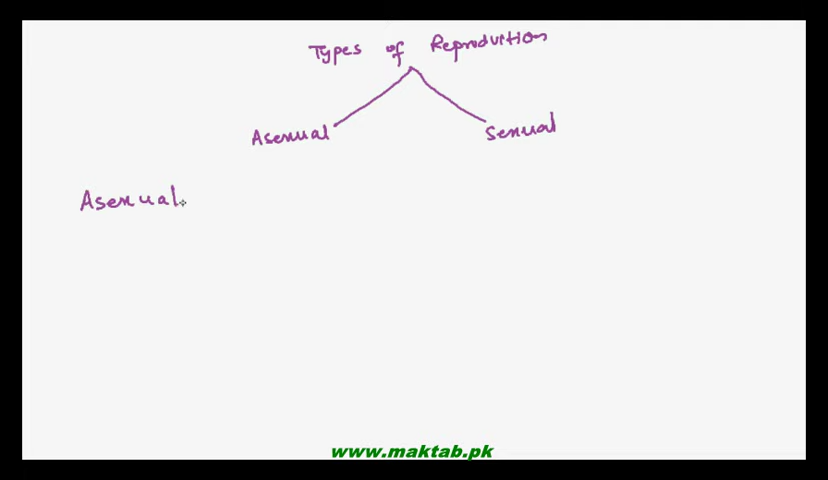 Types of Reproduction
Asexual Sexual
Asexual
www.maktab.pk